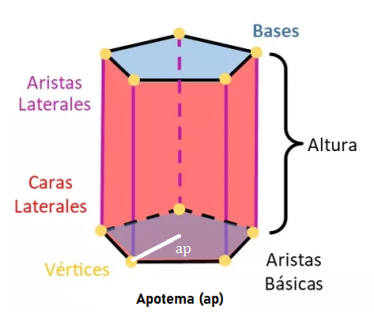 Bases
Aristas
Laterales
Altura
Caras
Laterales
ap
Vértices
Aristas
Básicas
Apotema (ap)